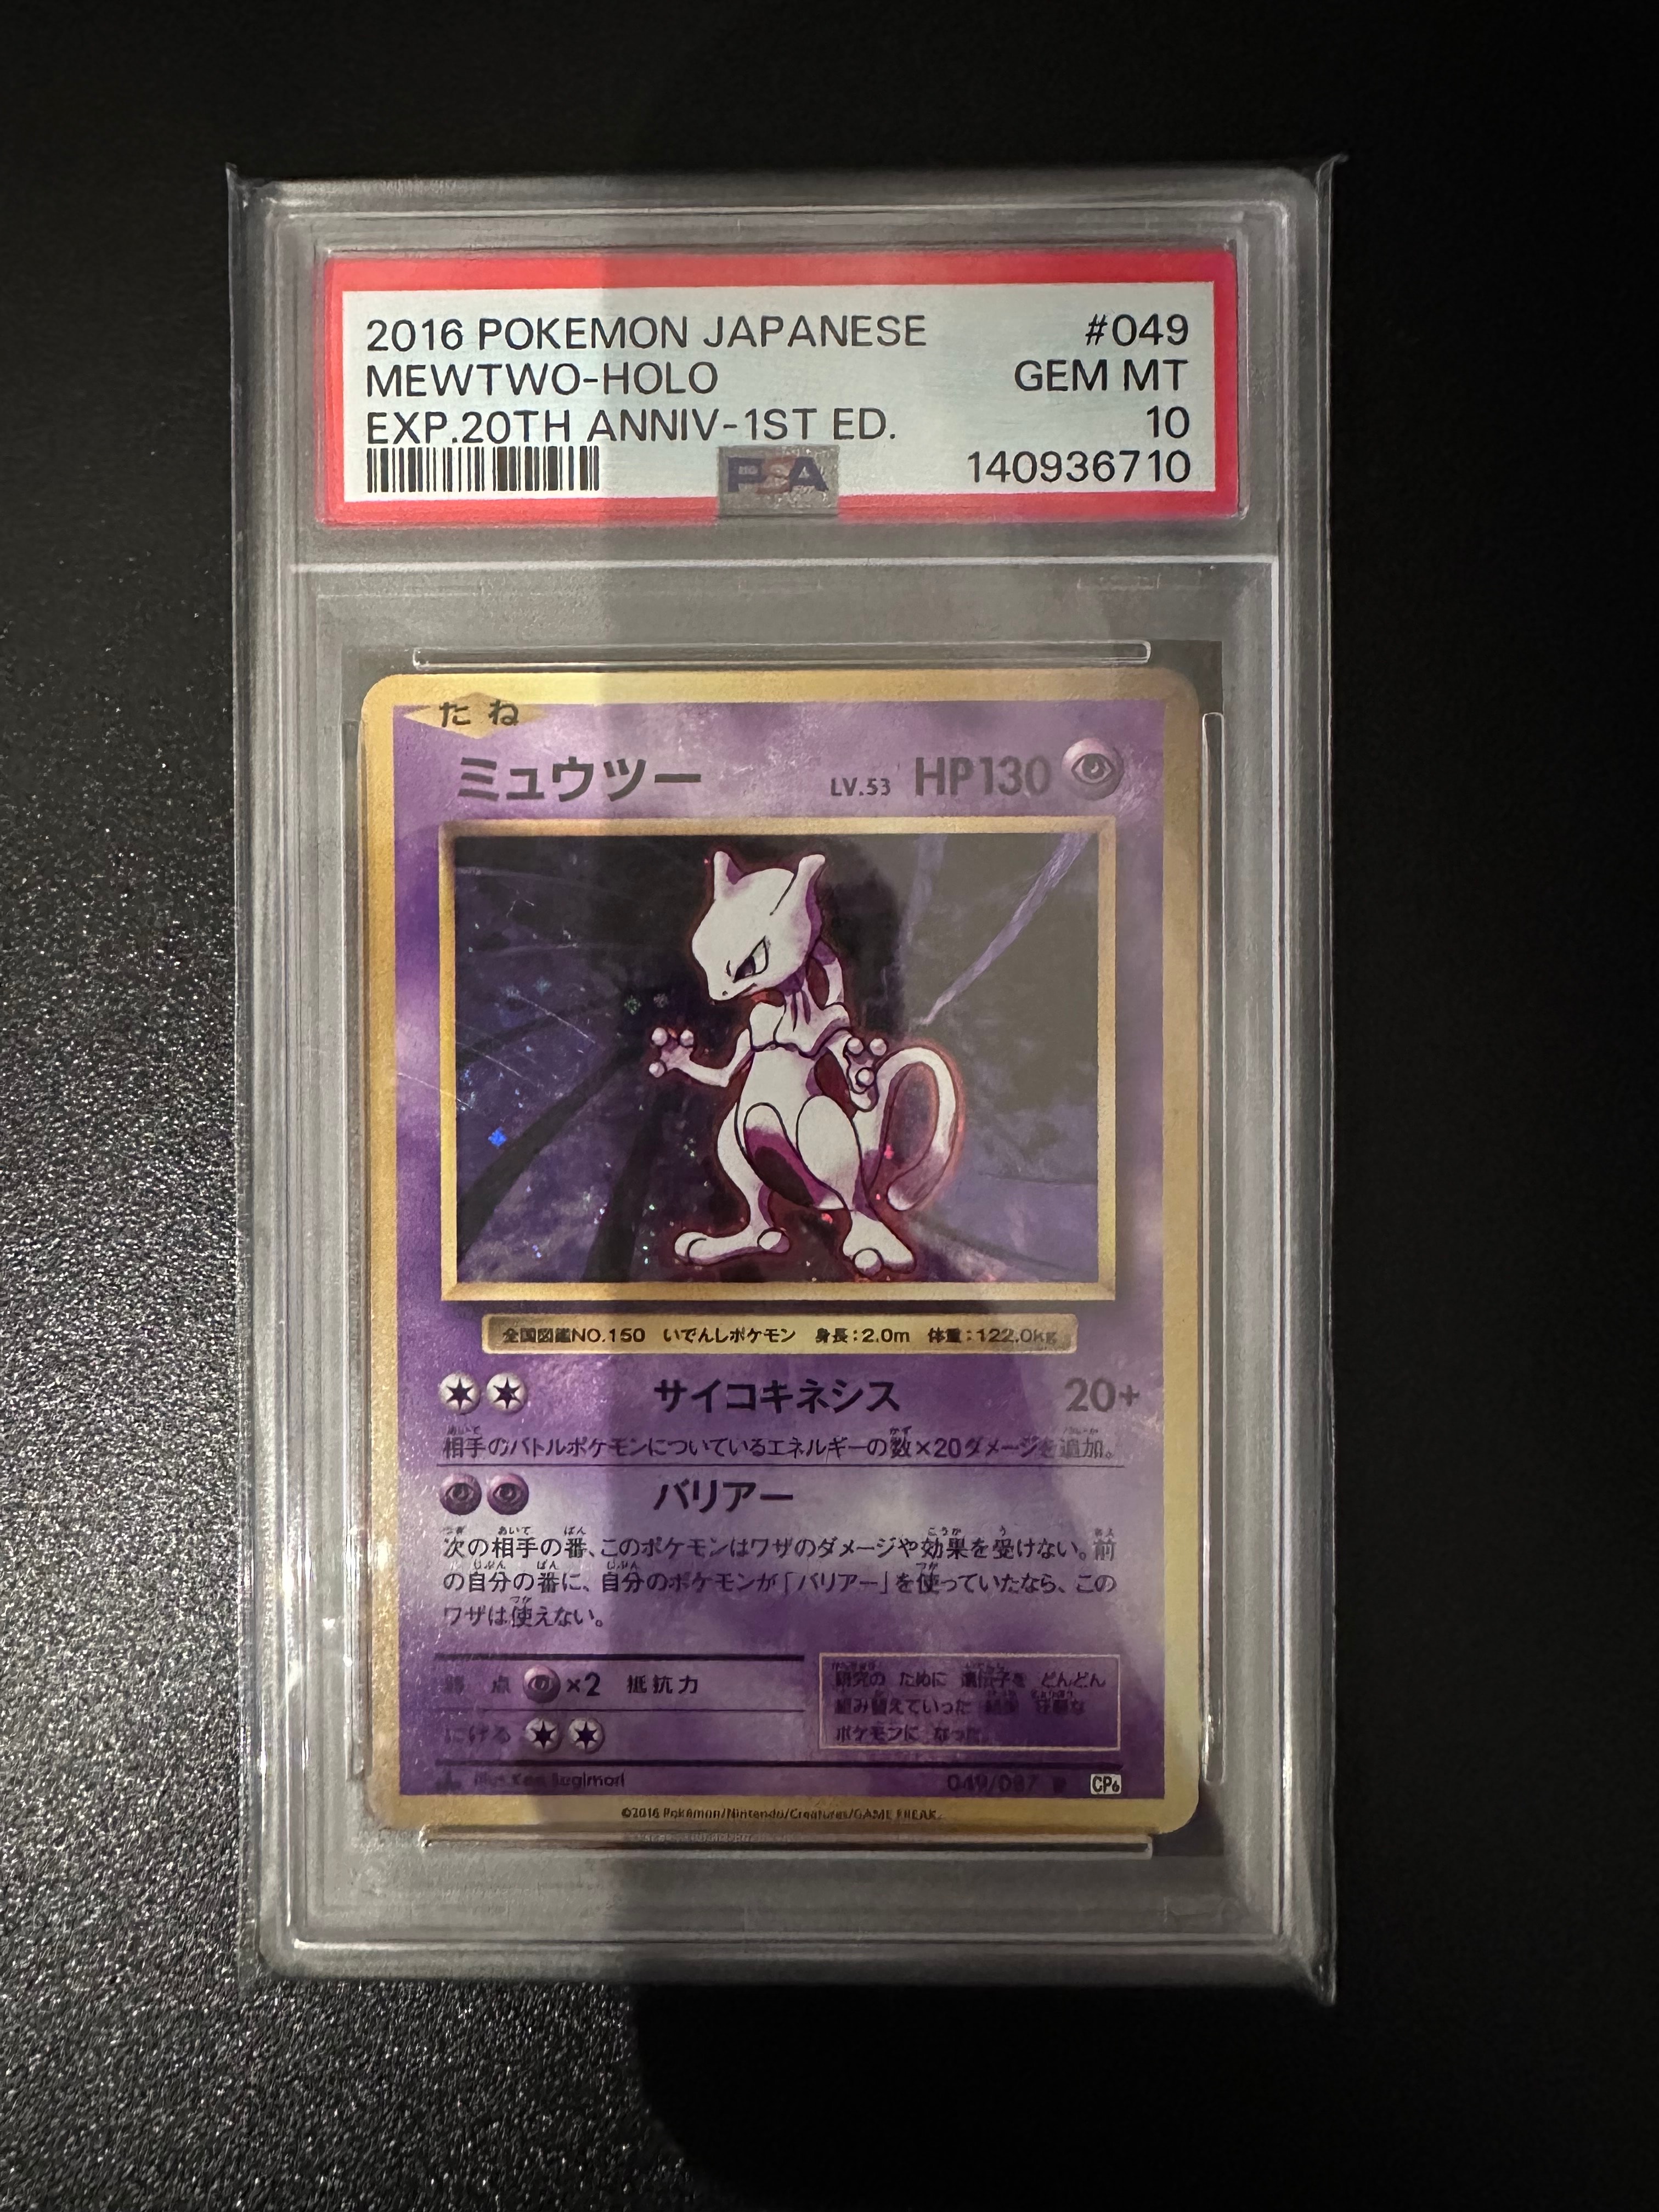 2016 POKEMON JAPANESE #049
MEWTWO-HOLO GEM MT
EXP.20TH ANNIV-1ST ED. 10
PSA 140936710
たね
ミュウツー LV.53 HP130
全国図鑑NO.150 いでんしポケモン 身長:2.0m 体重:122.0kg
サイコキネシス 20+
相手のバトルポケモンについているエネルギーの数×20ダメージを追加。
バリアー
次の相手の番、このポケモンはワザのダメージや効果を受けない。前
の自分の番に、自分のポケモンが「バリアー」を使っていたなら、この
ワザは使えない。
弱点 ×2 抵抗力
にげる
研究の ために 遺伝子を どんどん
組み替えていった 結果
ポケモンに なった。
illus. Ken Sugimori 049/087 CP6
©2016 Pokémon/Nintendo/Creatures/GAME FREAK.